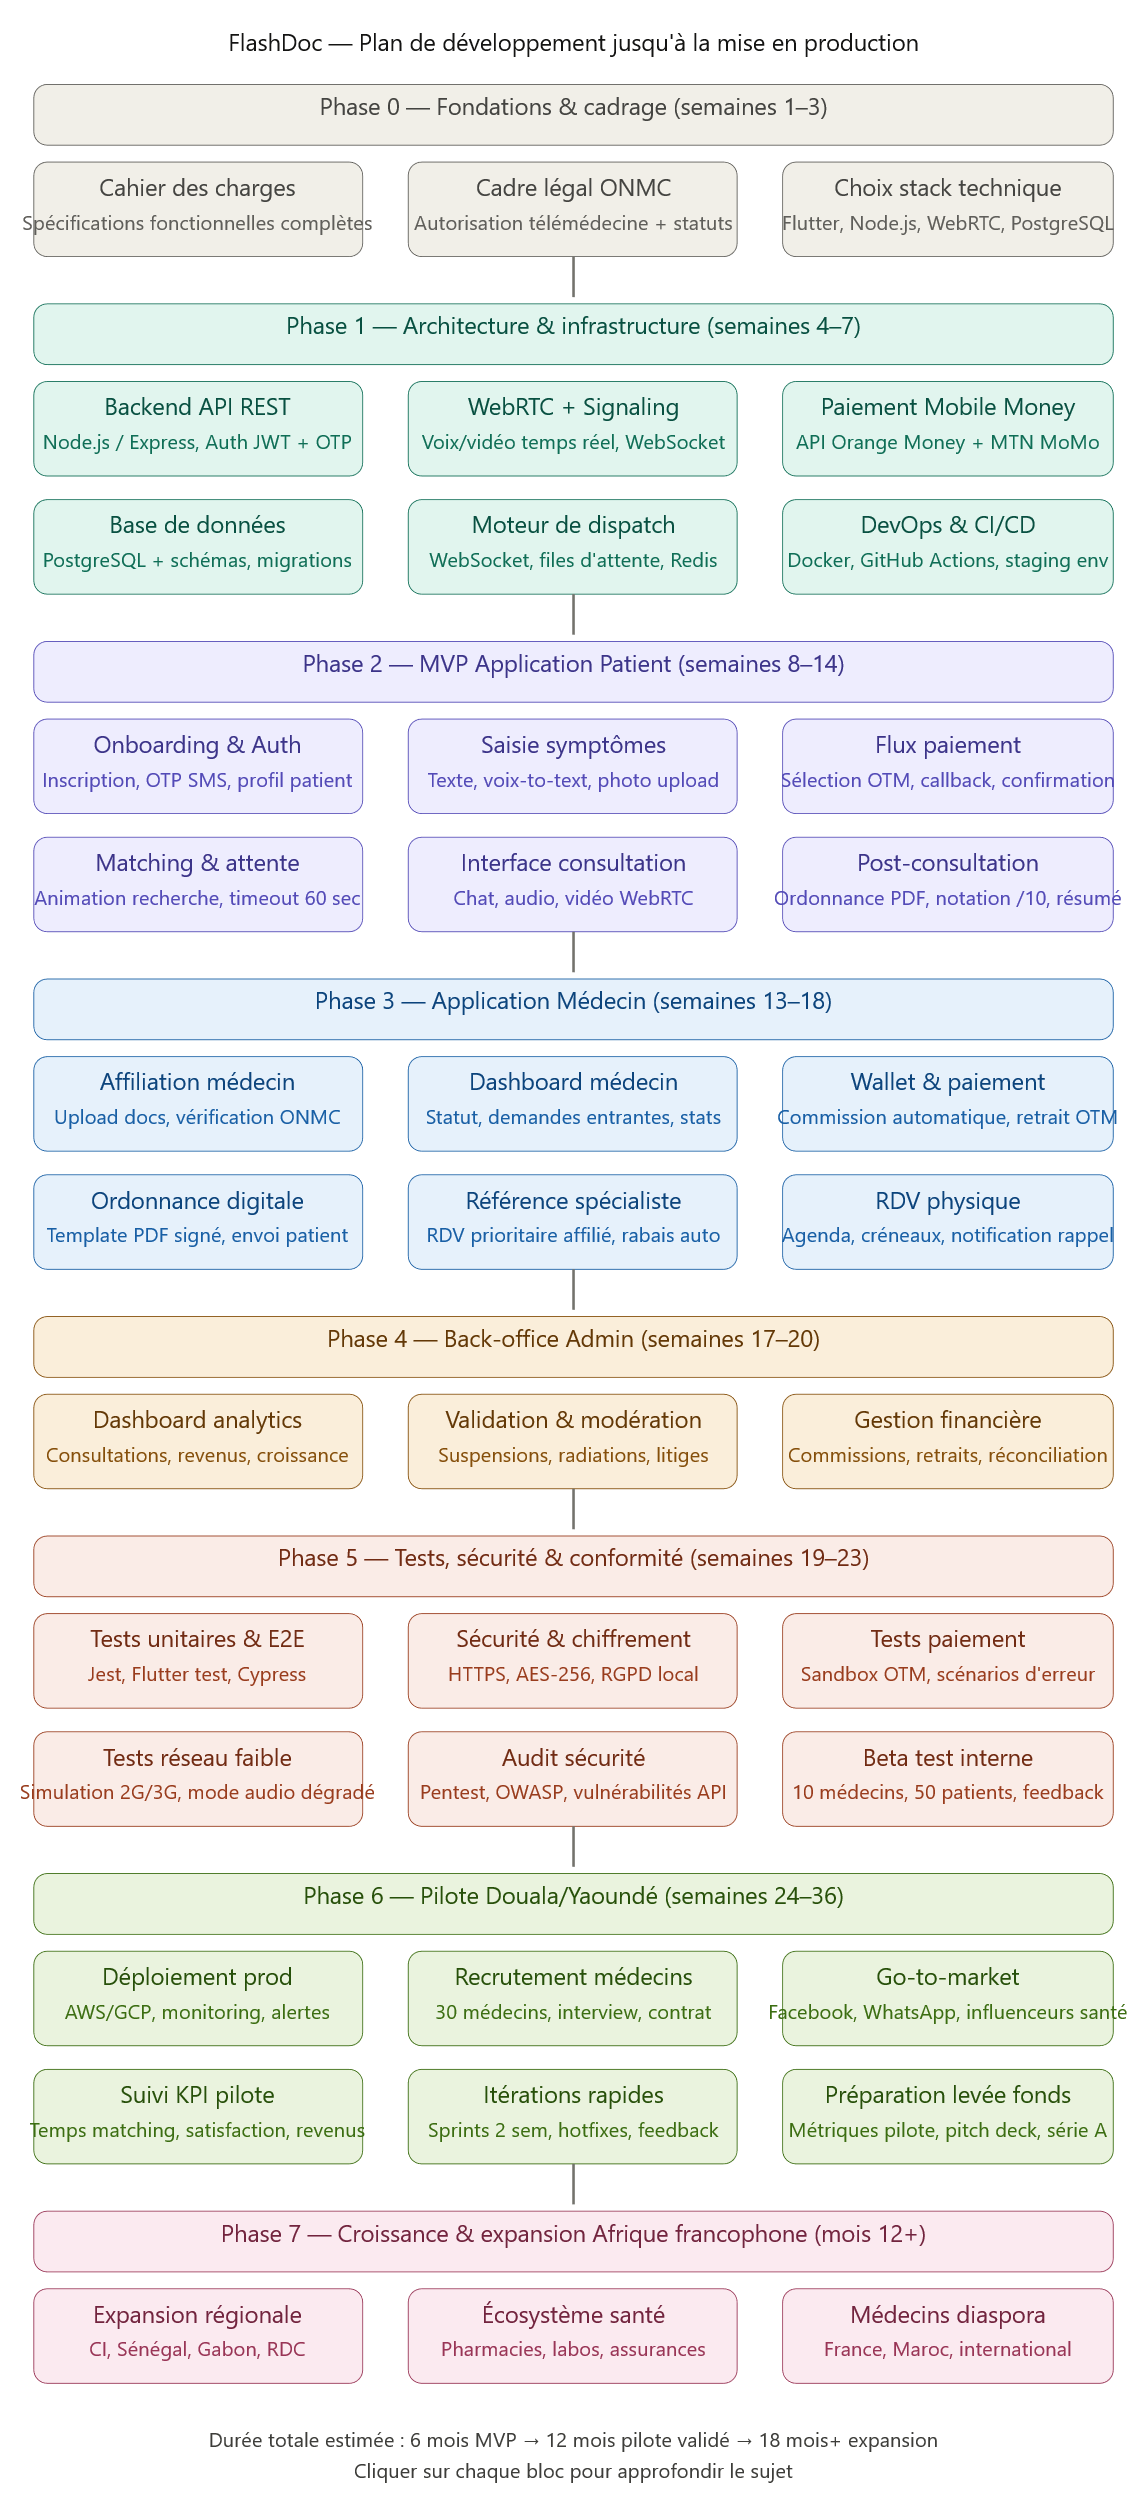 FlashDoc — Plan de développement jusqu'à la mise en production
Phase 0 — Fondations & cadrage (semaines 1–3)
Cahier des charges
Spécifications fonctionnelles complètes
Cadre légal ONMC
Autorisation télémédecine + statuts
Choix stack technique
Flutter, Node.js, WebRTC, PostgreSQL
Phase 1 — Architecture & infrastructure (semaines 4–7)
Backend API REST
Node.js / Express, Auth JWT + OTP
WebRTC + Signaling
Voix/vidéo temps réel, WebSocket
Paiement Mobile Money
API Orange Money + MTN MoMo
Base de données
PostgreSQL + schémas, migrations
Moteur de dispatch
WebSocket, files d'attente, Redis
DevOps & CI/CD
Docker, GitHub Actions, staging env
Phase 2 — MVP Application Patient (semaines 8–14)
Onboarding & Auth
Inscription, OTP SMS, profil patient
Saisie symptômes
Texte, voix-to-text, photo upload
Flux paiement
Sélection OTM, callback, confirmation
Matching & attente
Animation recherche, timeout 60 sec
Interface consultation
Chat, audio, vidéo WebRTC
Post-consultation
Ordonnance PDF, notation /10, résumé
Phase 3 — Application Médecin (semaines 13–18)
Affiliation médecin
Upload docs, vérification ONMC
Dashboard médecin
Statut, demandes entrantes, stats
Wallet & paiement
Commission automatique, retrait OTM
Ordonnance digitale
Template PDF signé, envoi patient
Référence spécialiste
RDV prioritaire affilié, rabais auto
RDV physique
Agenda, créneaux, notification rappel
Phase 4 — Back-office Admin (semaines 17–20)
Dashboard analytics
Consultations, revenus, croissance
Validation & modération
Suspensions, radiations, litiges
Gestion financière
Commissions, retraits, réconciliation
Phase 5 — Tests, sécurité & conformité (semaines 19–23)
Tests unitaires & E2E
Jest, Flutter test, Cypress
Sécurité & chiffrement
HTTPS, AES-256, RGPD local
Tests paiement
Sandbox OTM, scénarios d'erreur
Tests réseau faible
Simulation 2G/3G, mode audio dégradé
Audit sécurité
Pentest, OWASP, vulnérabilités API
Beta test interne
10 médecins, 50 patients, feedback
Phase 6 — Pilote Douala/Yaoundé (semaines 24–36)
Déploiement prod
AWS/GCP, monitoring, alertes
Recrutement médecins
30 médecins, interview, contrat
Go-to-market
Facebook, WhatsApp, influenceurs santé
Suivi KPI pilote
Temps matching, satisfaction, revenus
Itérations rapides
Sprints 2 sem, hotfixes, feedback
Préparation levée fonds
Métriques pilote, pitch deck, série A
Phase 7 — Croissance & expansion Afrique francophone (mois 12+)
Expansion régionale
CI, Sénégal, Gabon, RDC
Écosystème santé
Pharmacies, labos, assurances
Médecins diaspora
France, Maroc, international
Durée totale estimée : 6 mois MVP → 12 mois pilote validé → 18 mois+ expansion
Cliquer sur chaque bloc pour approfondir le sujet